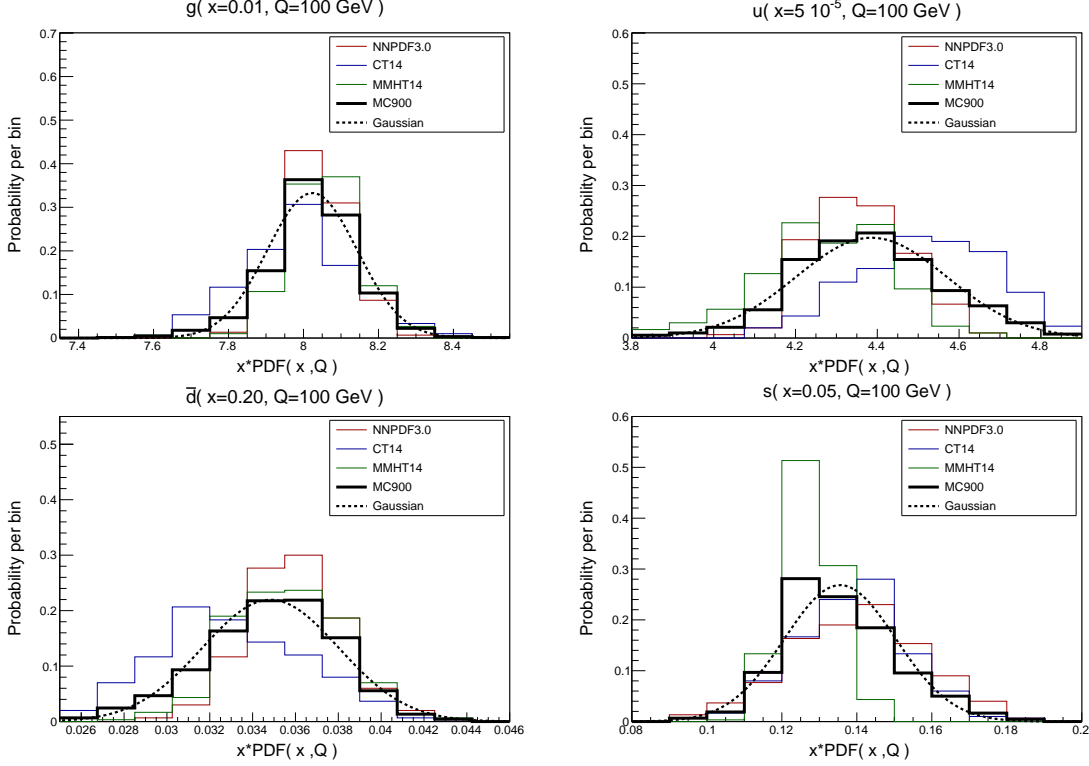 g( x=0.01, Q=100 GeV )
0.7
0.6
0.5
0.4
0.3
0.2
0.1
0
Probability per bin
NNPDF3.0
CT14
MMHT14
MC900
Gaussian
7.4 7.6 7.8 8 8.2 8.4
x*PDF( x ,Q )
u( x=5 10⁻⁵, Q=100 GeV )
0.6
0.5
0.4
0.3
0.2
0.1
0
Probability per bin
NNPDF3.0
CT14
MMHT14
MC900
Gaussian
3.8 4 4.2 4.4 4.6 4.8
x*PDF( x ,Q )
d̅( x=0.20, Q=100 GeV )
0.5
0.4
0.3
0.2
0.1
0
Probability per bin
NNPDF3.0
CT14
MMHT14
MC900
Gaussian
0.026 0.028 0.03 0.032 0.034 0.036 0.038 0.04 0.042 0.044 0.046
x*PDF( x ,Q )
s( x=0.05, Q=100 GeV )
0.6
0.5
0.4
0.3
0.2
0.1
0
Probability per bin
NNPDF3.0
CT14
MMHT14
MC900
Gaussian
0.08 0.1 0.12 0.14 0.16 0.18 0.2
x*PDF( x ,Q )